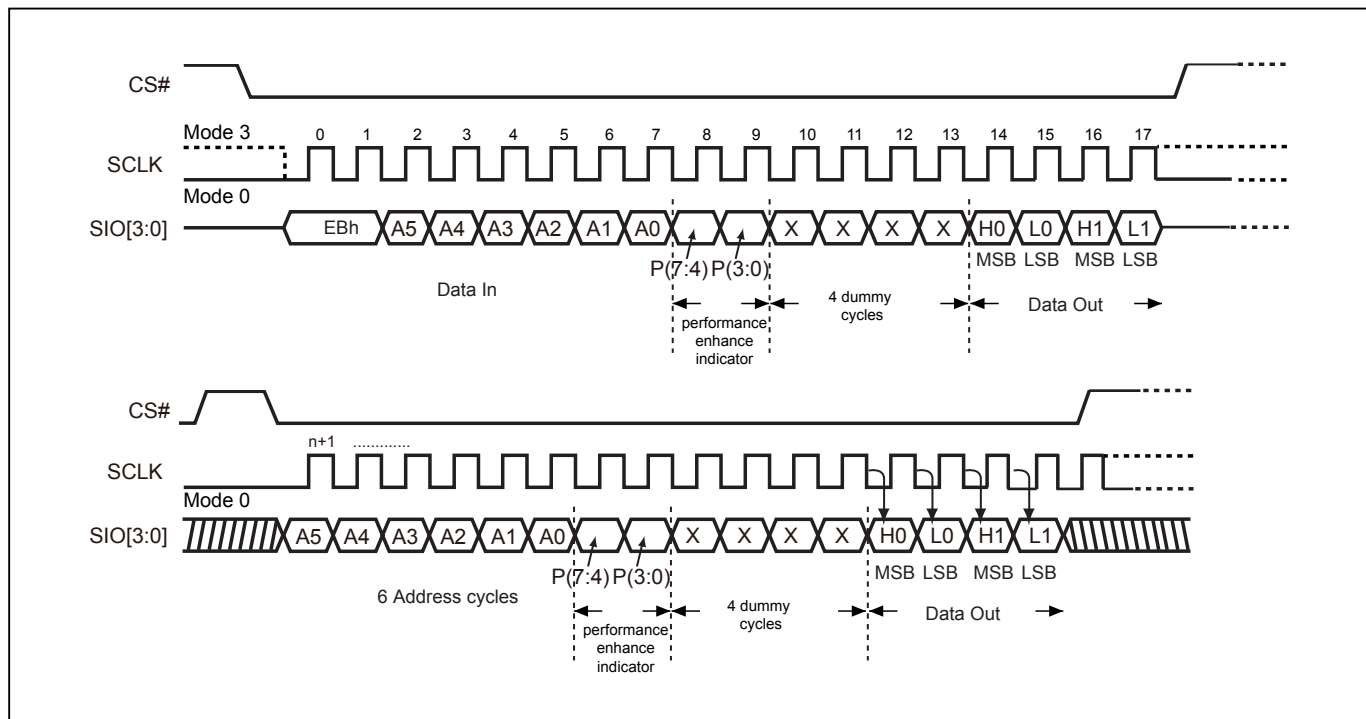 CS#
Mode 3
0 1 2 3 4 5 6 7 8 9 10 11 12 13 14 15 16 17
SCLK
Mode 0
SIO[3:0] EBh A5 A4 A3 A2 A1 A0 X X X X H0 L0 H1 L1
MSB LSB MSB LSB
P(7:4) P(3:0)
Data In
4 dummy
cycles
Data Out
performance
enhance
indicator
CS#
n+1 .............
SCLK
Mode 0
SIO[3:0] A5 A4 A3 A2 A1 A0 X X X X H0 L0 H1 L1
P(7:4) P(3:0) MSB LSB MSB LSB
6 Address cycles
4 dummy
cycles
Data Out
performance
enhance
indicator